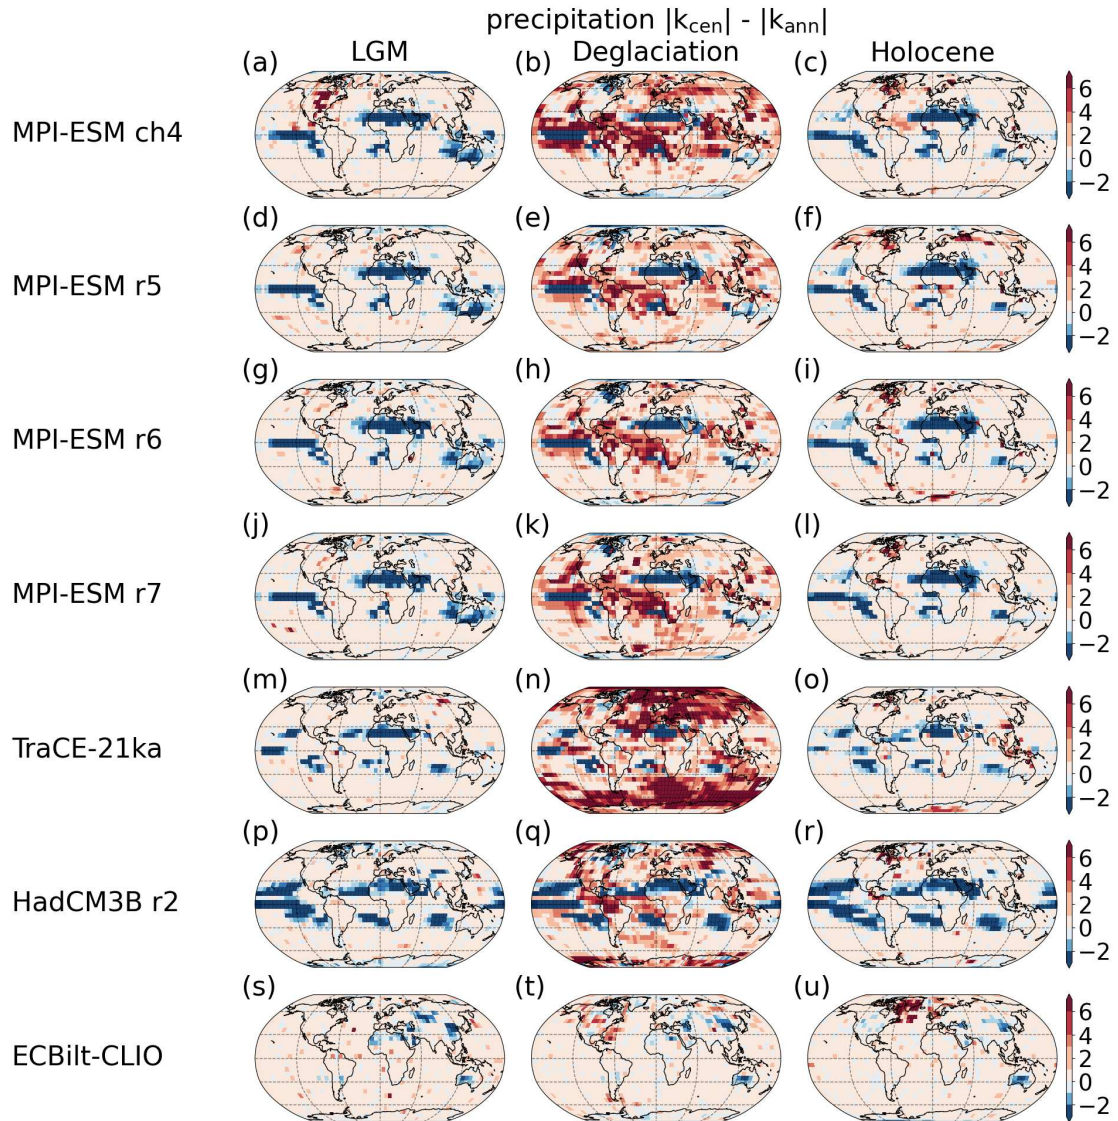 precipitation |k_cen| - |k_ann|
LGM Deglaciation Holocene
(a) (b) (c)
MPI-ESM ch4
6
4
2
0
−2
(d) (e) (f)
MPI-ESM r5
6
4
2
0
−2
(g) (h) (i)
MPI-ESM r6
6
4
2
0
−2
(j) (k) (l)
MPI-ESM r7
6
4
2
0
−2
(m) (n) (o)
TraCE-21ka
6
4
2
0
−2
(p) (q) (r)
HadCM3B r2
6
4
2
0
−2
(s) (t) (u)
ECBilt-CLIO
6
4
2
0
−2